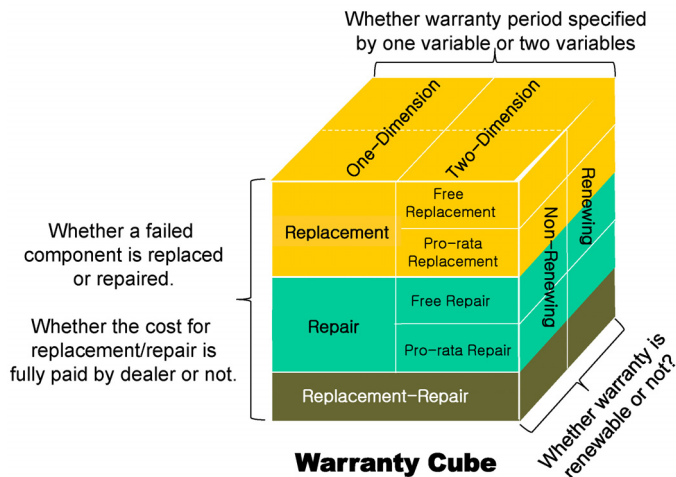 Whether warranty period specified
by one variable or two variables
One-Dimension
Two-Dimension
Whether a failed
component is replaced
or repaired.
Whether the cost for
replacement/repair is
fully paid by dealer or not.
Replacement
Free
Replacement
Pro-rata
Replacement
Repair
Free Repair
Pro-rata Repair
Replacement-Repair
Non-Renewing
Renewing
Whether warranty is
renewable or not?
Warranty Cube